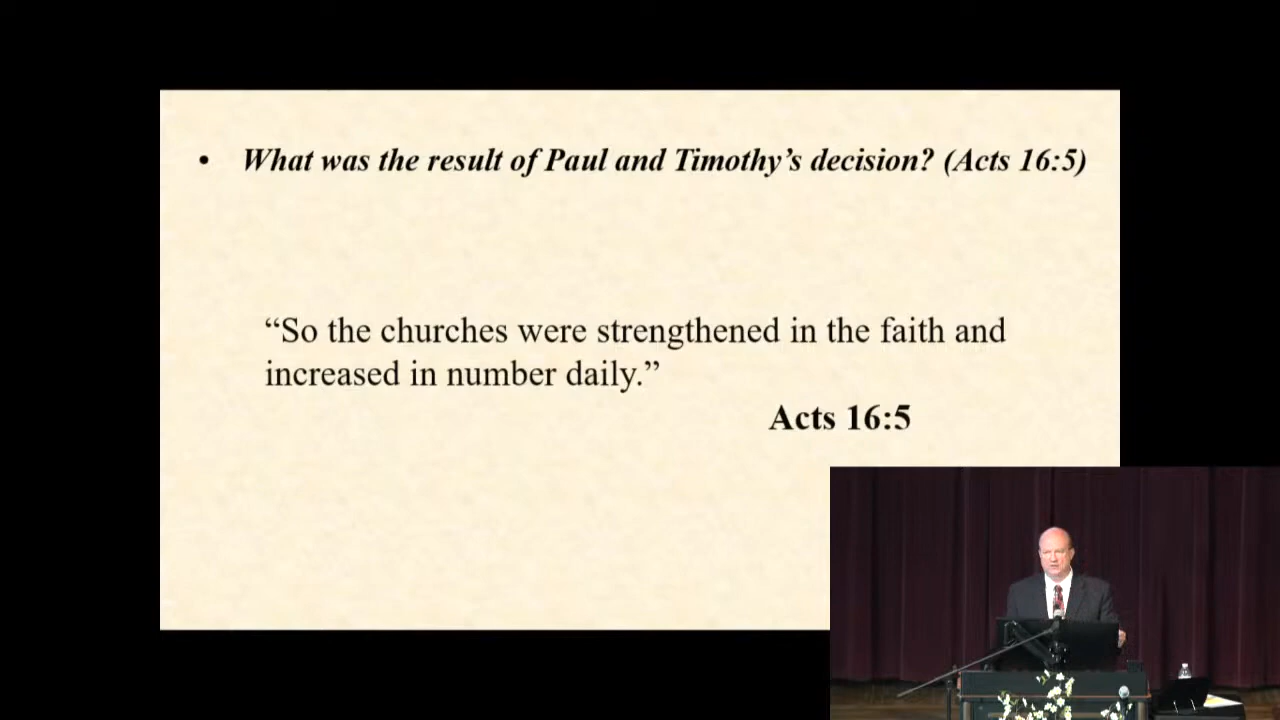 • What was the result of Paul and Timothy’s decision? (Acts 16:5)
“So the churches were strengthened in the faith and
increased in number daily.”
Acts 16:5